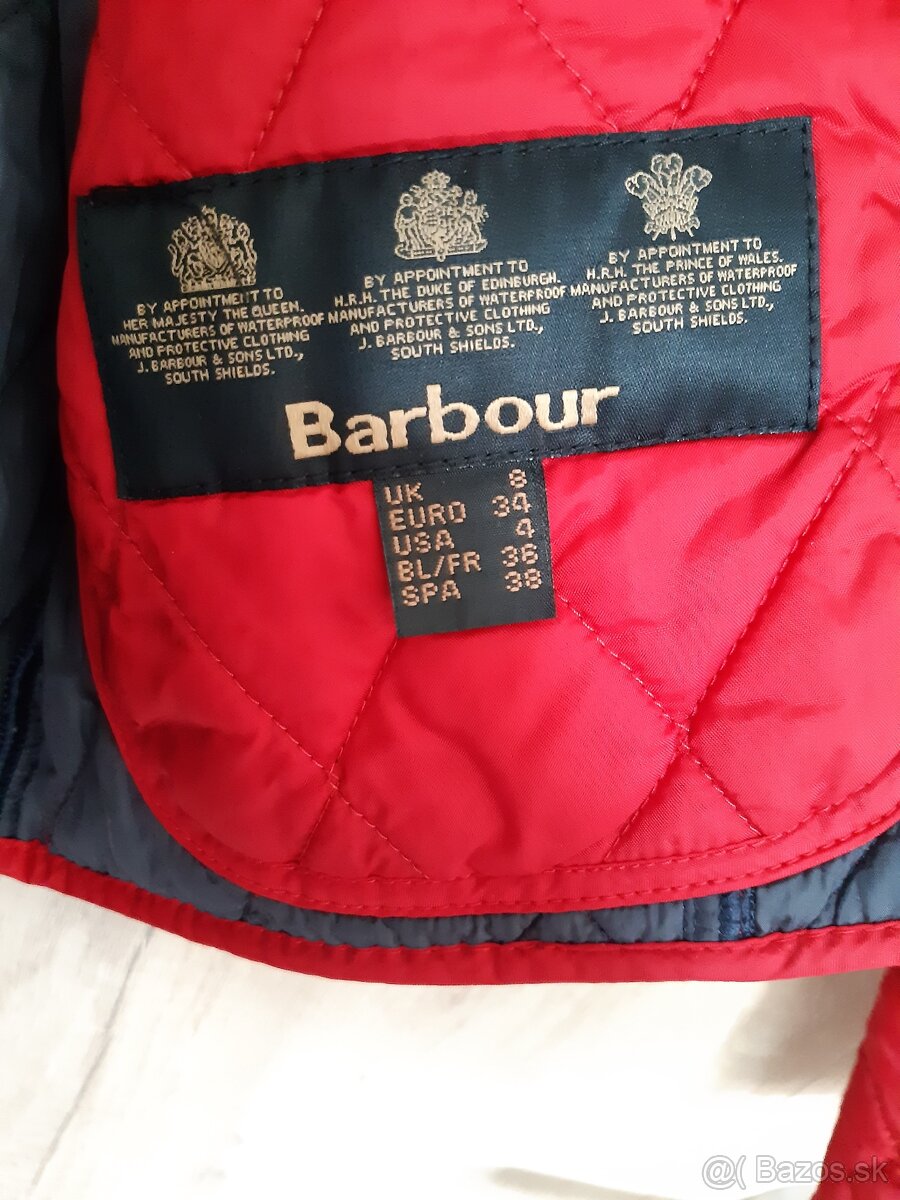 BY APPOINTMENT TO
HER MAJESTY THE QUEEN.
MANUFACTURERS OF WATERPROOF
AND PROTECTIVE CLOTHING
J. BARBOUR & SONS LTD.,
SOUTH SHIELDS.
BY APPOINTMENT TO
H.R.H. THE DUKE OF EDINBURGH.
MANUFACTURERS OF WATERPROOF
AND PROTECTIVE CLOTHING
J. BARBOUR & SONS LTD.,
SOUTH SHIELDS.
BY APPOINTMENT TO
H.R.H. THE PRINCE OF WALES.
MANUFACTURERS OF WATERPROOF
AND PROTECTIVE CLOTHING
J. BARBOUR & SONS LTD.,
SOUTH SHIELDS.
Barbour
UK 8
EURO 34
USA 4
BL/FR 36
SPA 38
@( Bazos.sk